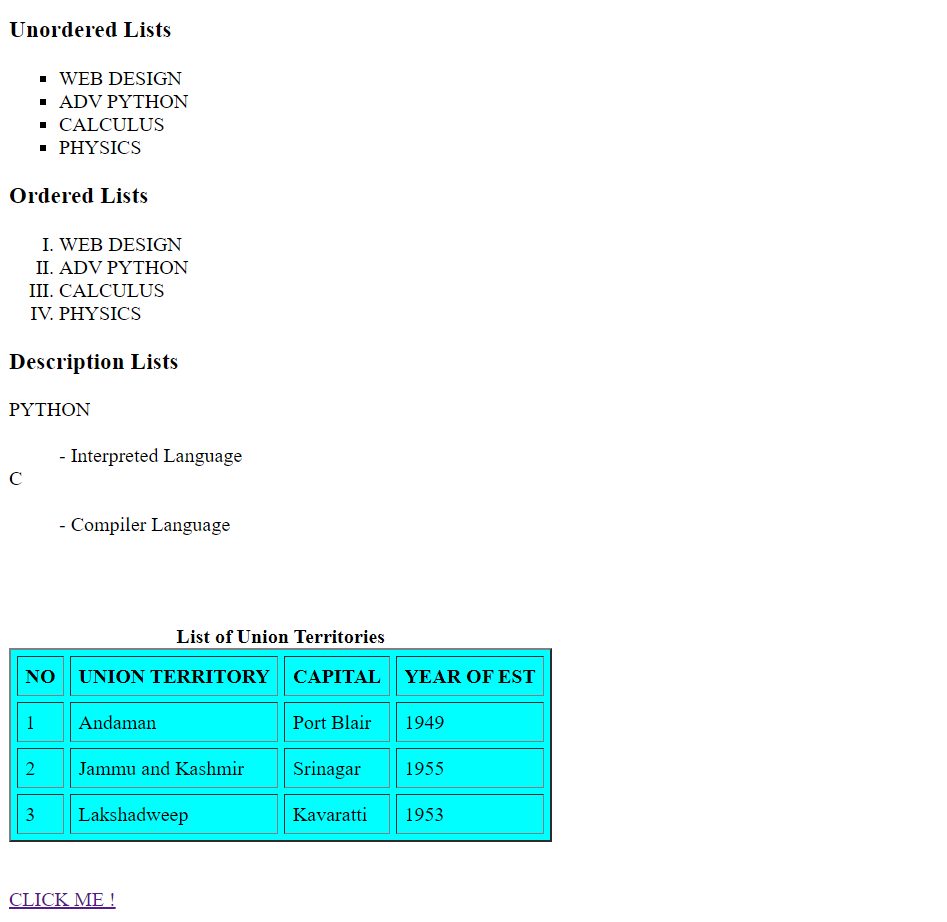 Unordered Lists
WEB DESIGN
ADV PYTHON
CALCULUS
PHYSICS
Ordered Lists
I. WEB DESIGN
II. ADV PYTHON
III. CALCULUS
IV. PHYSICS
Description Lists
PYTHON
- Interpreted Language
C
- Compiler Language
List of Union Territories
NO UNION TERRITORY CAPITAL YEAR OF EST
1 Andaman Port Blair 1949
2 Jammu and Kashmir Srinagar 1955
3 Lakshadweep Kavaratti 1953
CLICK ME !